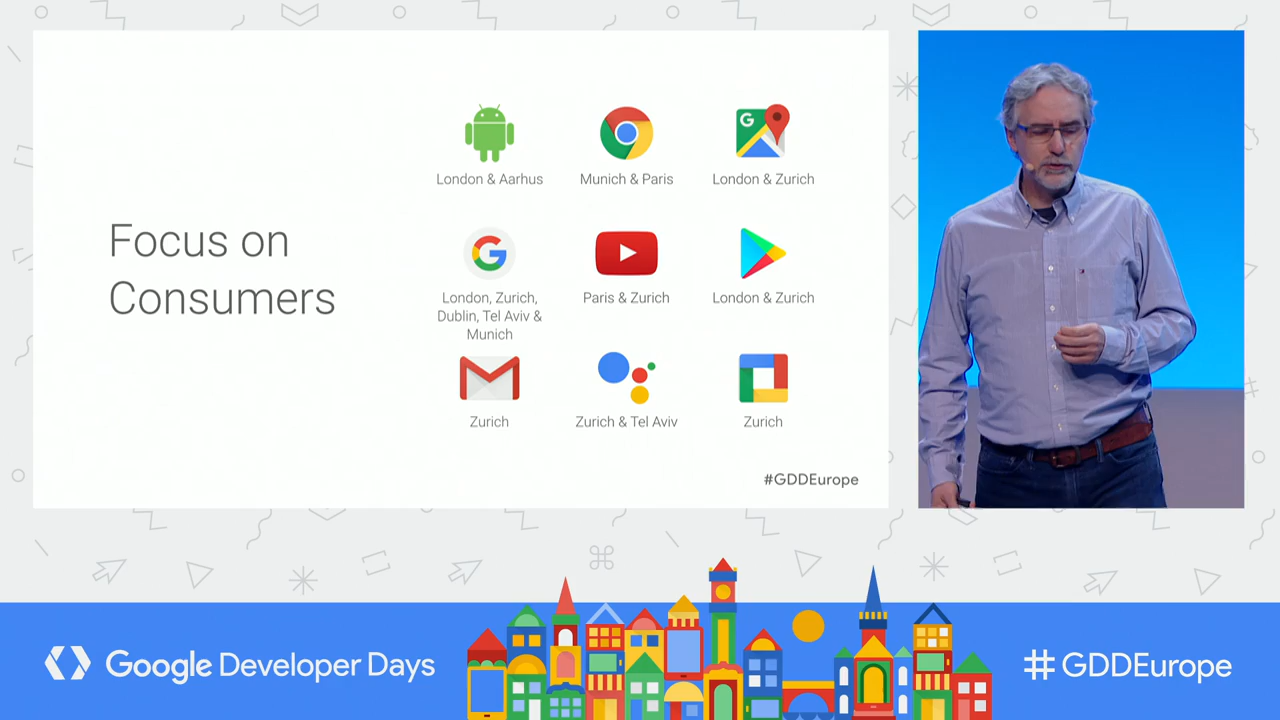 Focus on
Consumers
London & Aarhus
Munich & Paris
London & Zurich
London, Zurich,
Dublin, Tel Aviv &
Munich
Paris & Zurich
London & Zurich
Zurich
Zurich & Tel Aviv
Zurich
#GDDEurope
Google Developer Days
#GDDEurope